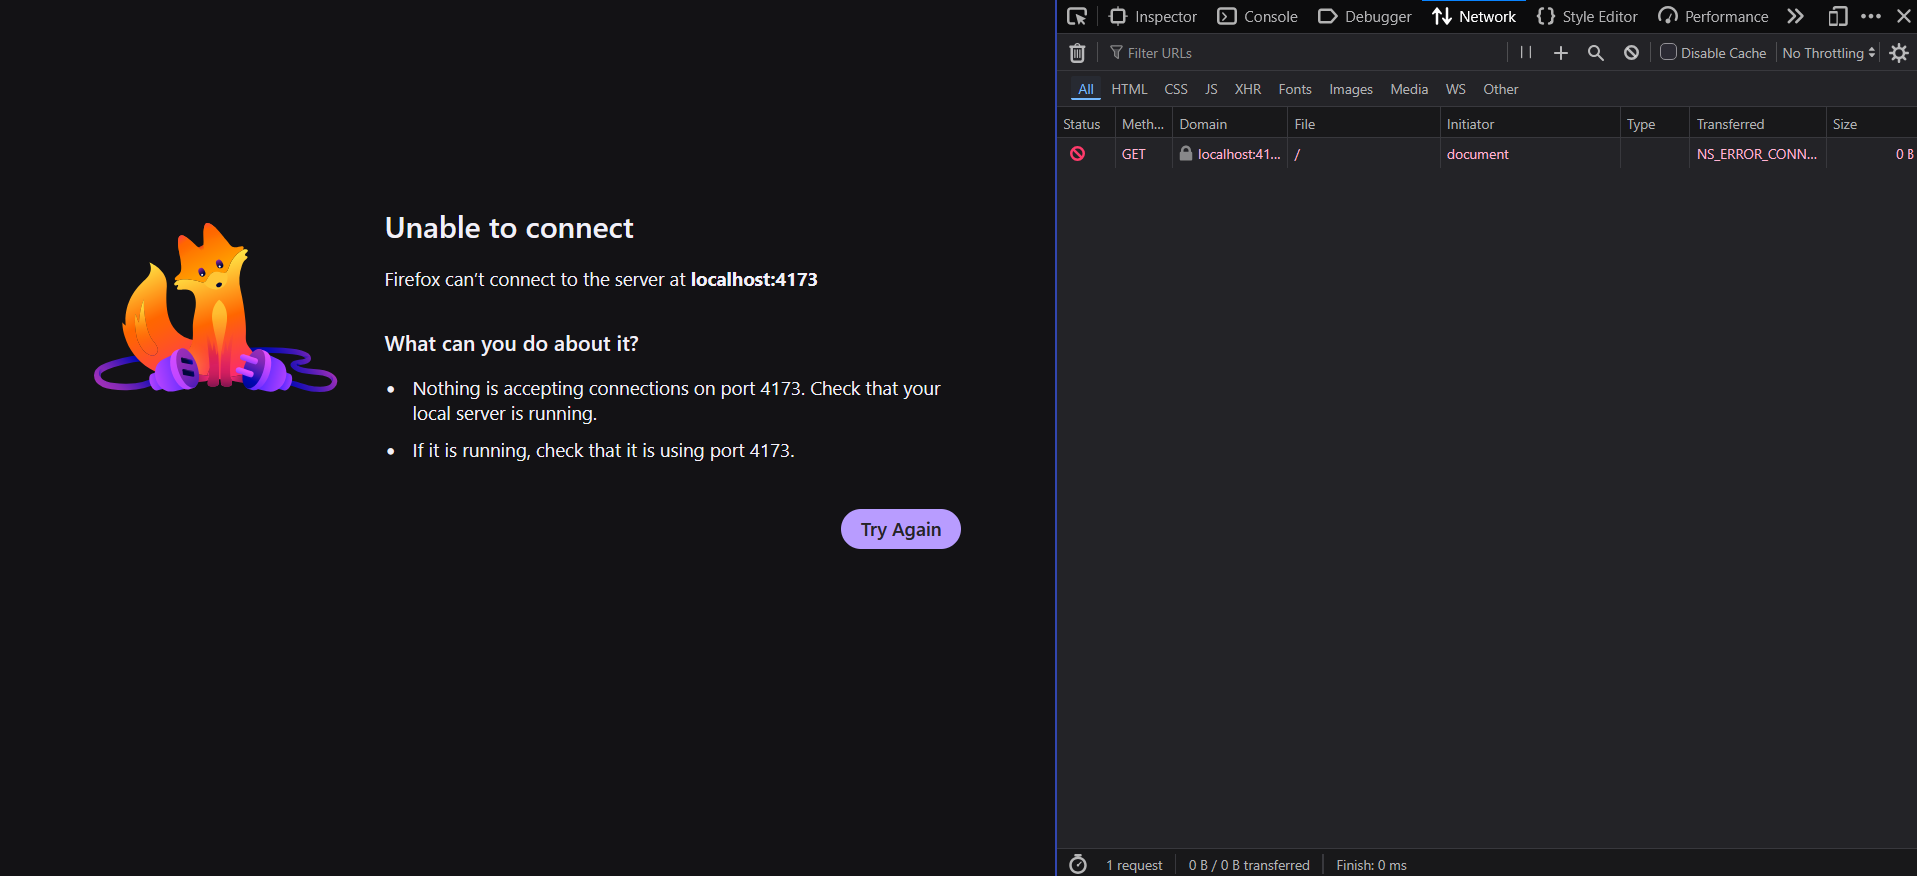 Unable to connect
Firefox can’t connect to the server at localhost:4173
What can you do about it?
• Nothing is accepting connections on port 4173. Check that your
local server is running.
• If it is running, check that it is using port 4173.
Try Again
Inspector Console Debugger Network Style Editor Performance
Filter URLs Disable Cache No Throttling
All HTML CSS JS XHR Fonts Images Media WS Other
Status Meth... Domain File Initiator Type Transferred Size
GET localhost:41... / document NS_ERROR_CONN... 0 B
1 request 0 B / 0 B transferred Finish: 0 ms